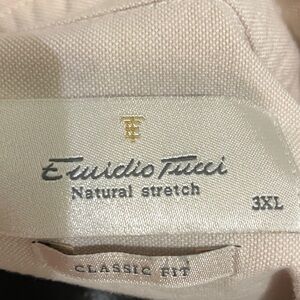 Emidio Tucci
Natural stretch
3XL
CLASSIC FIT